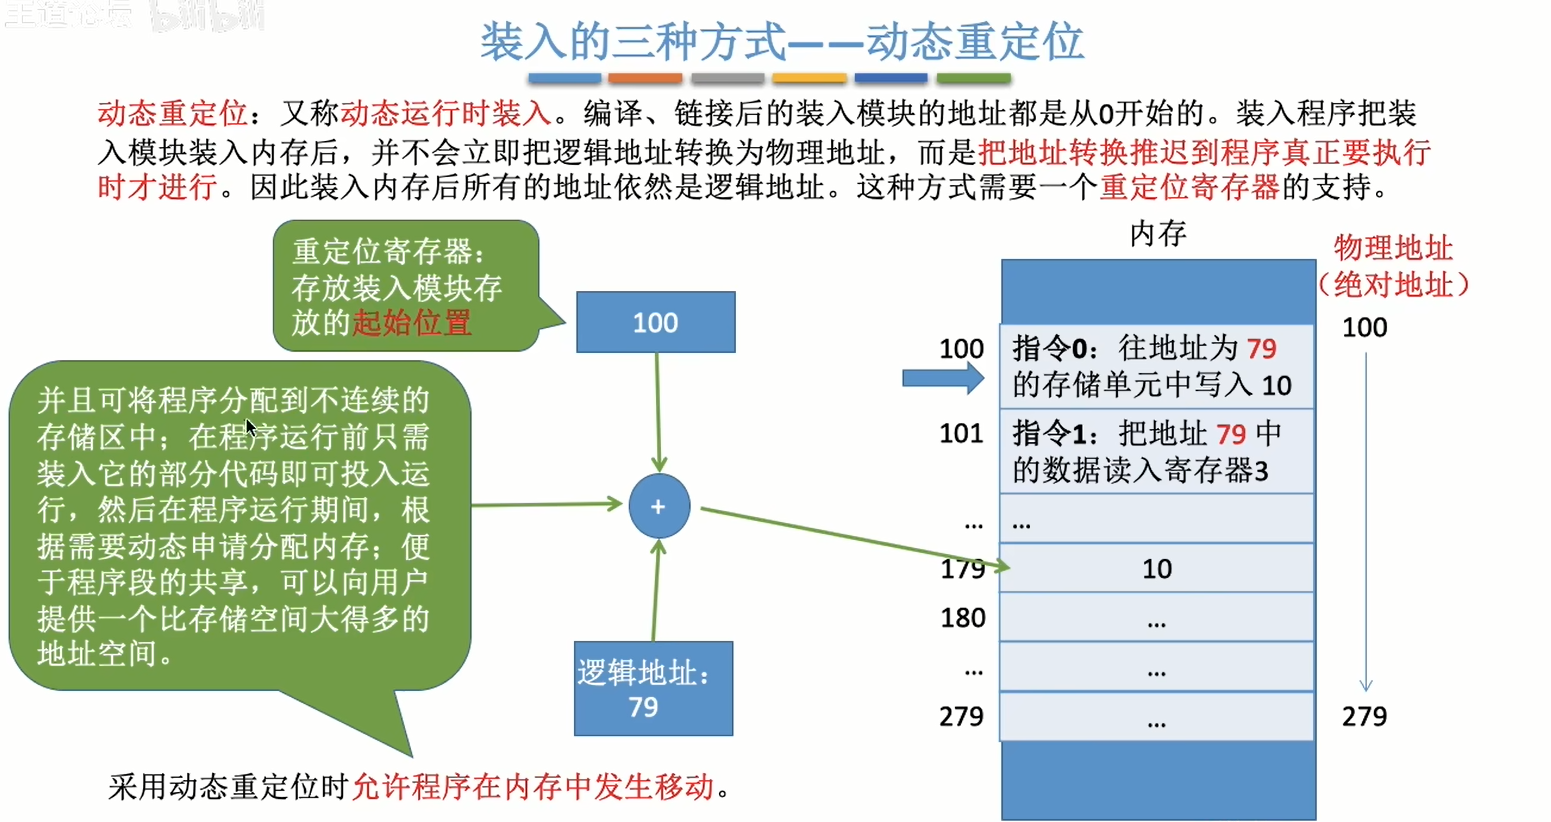 王道论坛 bilibili
装入的三种方式——动态重定位
动态重定位：又称动态运行时装入。编译、链接后的装入模块的地址都是从0开始的。装入程序把装
入模块装入内存后，并不会立即把逻辑地址转换为物理地址，而是把地址转换推迟到程序真正要执行
时才进行。因此装入内存后所有的地址依然是逻辑地址。这种方式需要一个重定位寄存器的支持。
重定位寄存器：
存放装入模块存
放的起始位置
100
并且可将程序分配到不连续的
存储区中；在程序运行前只需
装入它的部分代码即可投入运
行，然后在程序运行期间，根
据需要动态申请分配内存；便
于程序段的共享，可以向用户
提供一个比存储空间大得多的
地址空间。
+
逻辑地址：
79
采用动态重定位时允许程序在内存中发生移动。
内存
物理地址
（绝对地址）
100
100
指令0：往地址为 79
的存储单元中写入 10
101
指令1：把地址 79 中
的数据读入寄存器3
...
...
179
10
180
...
...
...
279
...
279